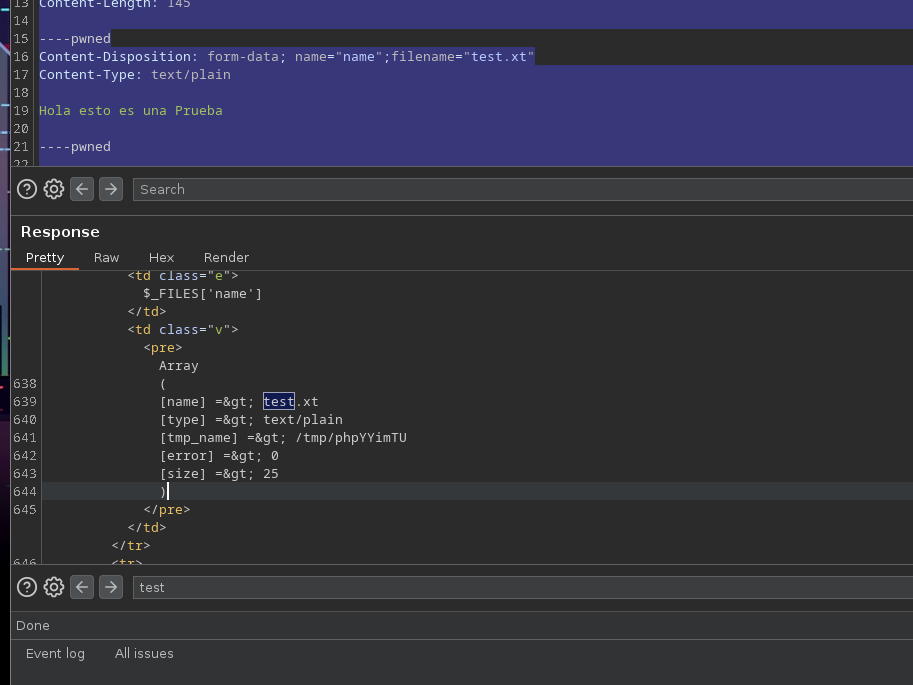 13 Content-Length: 145
14
15 ----pwned
16 Content-Disposition: form-data; name="name";filename="test.xt"
17 Content-Type: text/plain
18
19 Hola esto es una Prueba
20
21 ----pwned
22
Search
Response
Pretty Raw Hex Render
<td class="e">
$_FILES['name']
</td>
<td class="v">
<pre>
Array
638 (
639 [name] =&gt; test.xt
640 [type] =&gt; text/plain
641 [tmp_name] =&gt; /tmp/phpYYimTU
642 [error] =&gt; 0
643 [size] =&gt; 25
644 )
645 </pre>
</td>
</tr>
646 <tr>
test
Done
Event log All issues